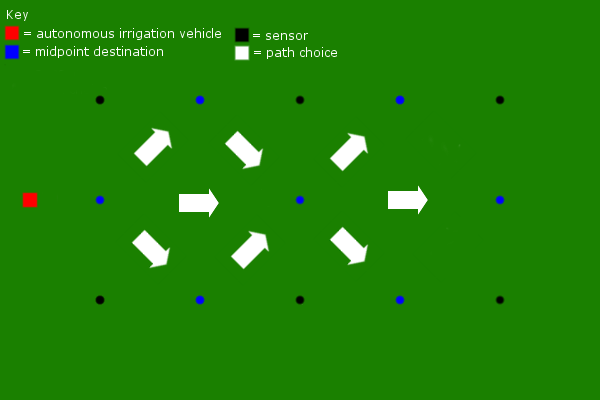 Key
= autonomous irrigation vehicle
= sensor
= midpoint destination
= path choice